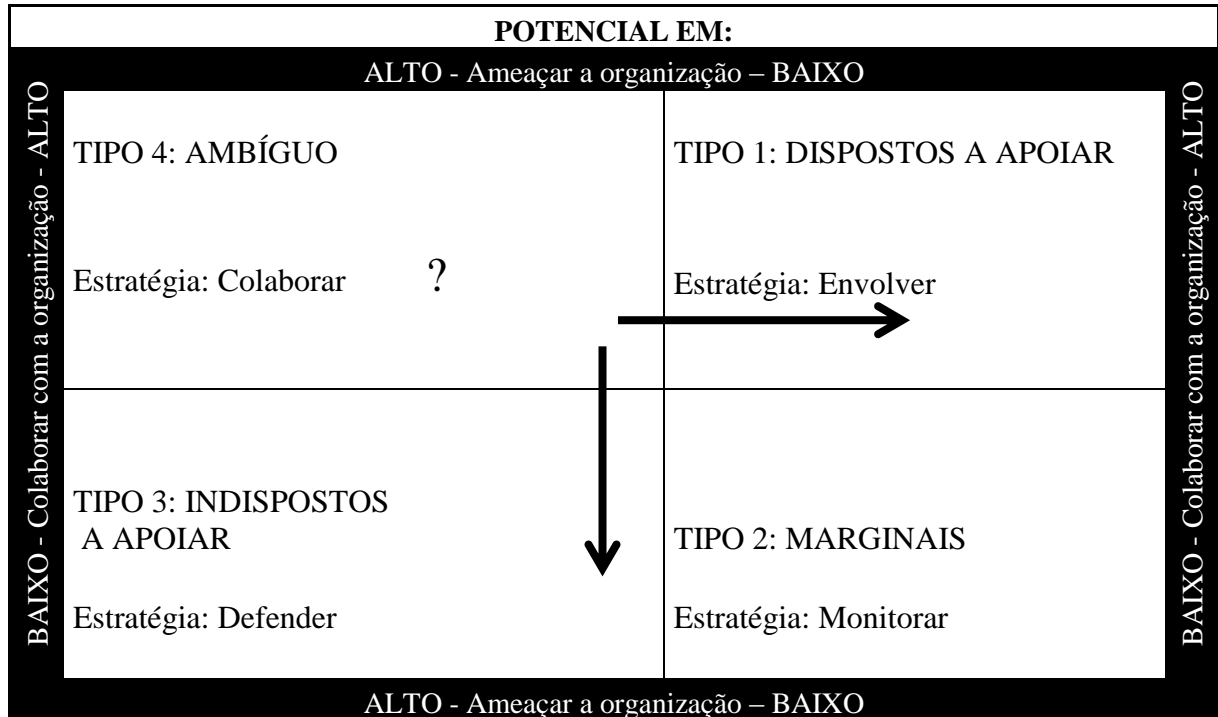 POTENCIAL EM:
ALTO - Ameaçar a organização – BAIXO
BAIXO - Colaborar com a organização - ALTO
TIPO 4: AMBÍGUO
Estratégia: Colaborar ?
TIPO 1: DISPOSTOS A APOIAR
Estratégia: Envolver
TIPO 3: INDISPOSTOS
A APOIAR
Estratégia: Defender
TIPO 2: MARGINAIS
Estratégia: Monitorar
BAIXO - Colaborar com a organização - ALTO
ALTO - Ameaçar a organização – BAIXO